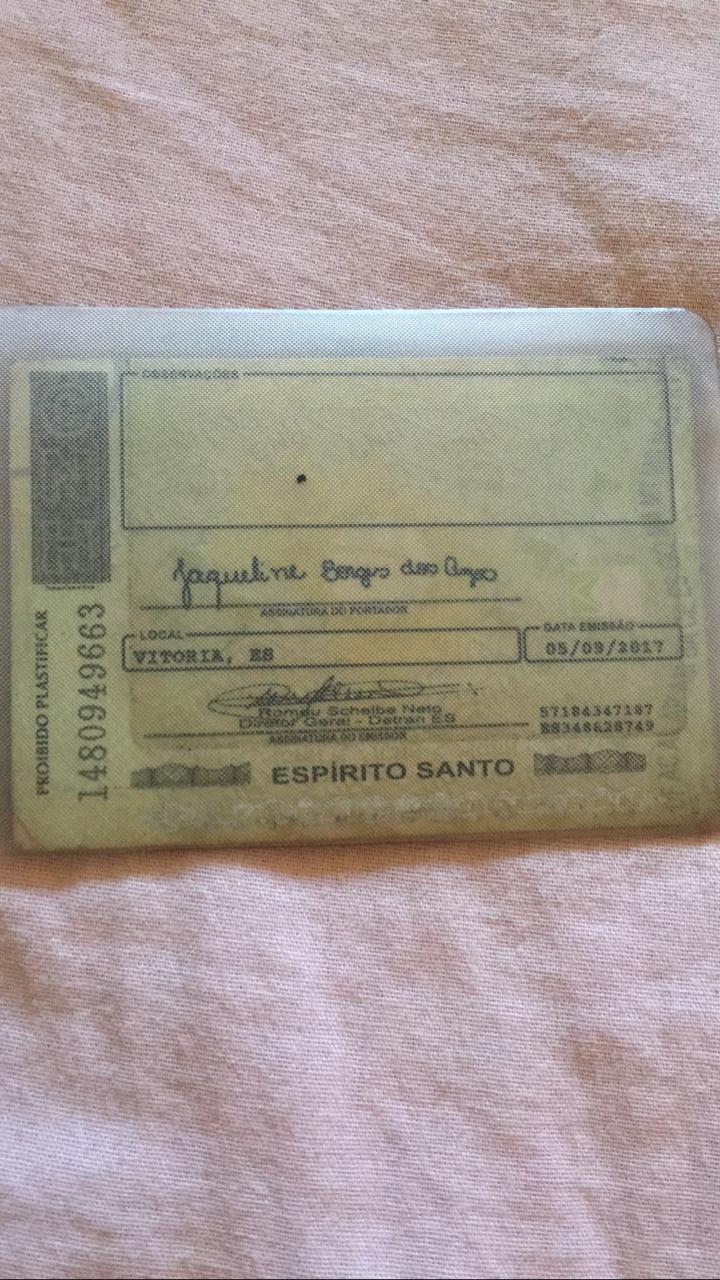 OBSERVAÇÕES
Jaqueline Borges dos Anjos
ASSINATURA DO PORTADOR
LOCAL
VITORIA, ES
DATA EMISSÃO
05/09/2017
Romeu Scheibe Neto
Diretor Geral - Detran ES
ASSINATURA DO EMISSOR
57184347187
ES348628749
ESPÍRITO SANTO
PROIBIDO PLASTIFICAR
1480949663